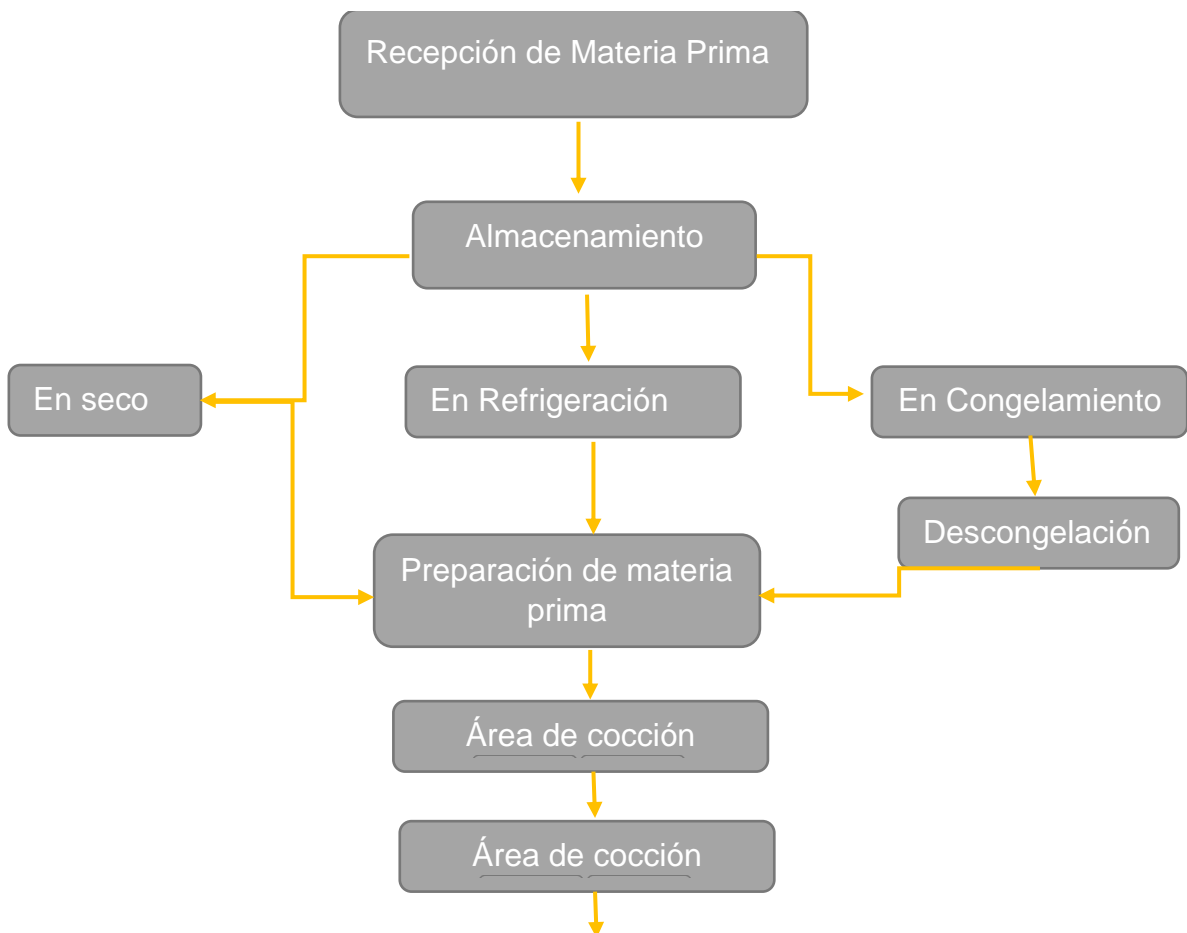 Recepción de Materia Prima
Almacenamiento
En seco
En Refrigeración
En Congelamiento
Descongelación
Preparación de materia
prima
Área de cocción
Área de cocción